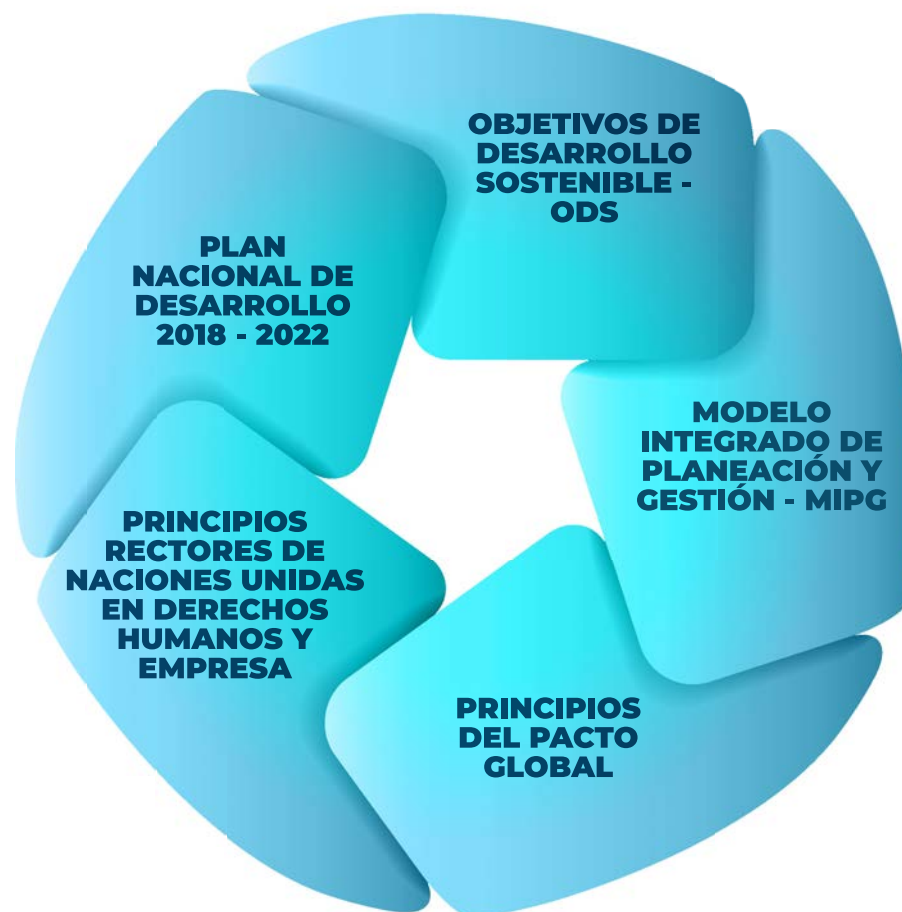 OBJETIVOS DE
DESARROLLO
SOSTENIBLE -
ODS
PLAN
NACIONAL DE
DESARROLLO
2018 - 2022
MODELO
INTEGRADO DE
PLANEACIÓN Y
GESTIÓN - MIPG
PRINCIPIOS
RECTORES DE
NACIONES UNIDAS
EN DERECHOS
HUMANOS Y
EMPRESA
PRINCIPIOS
DEL PACTO
GLOBAL